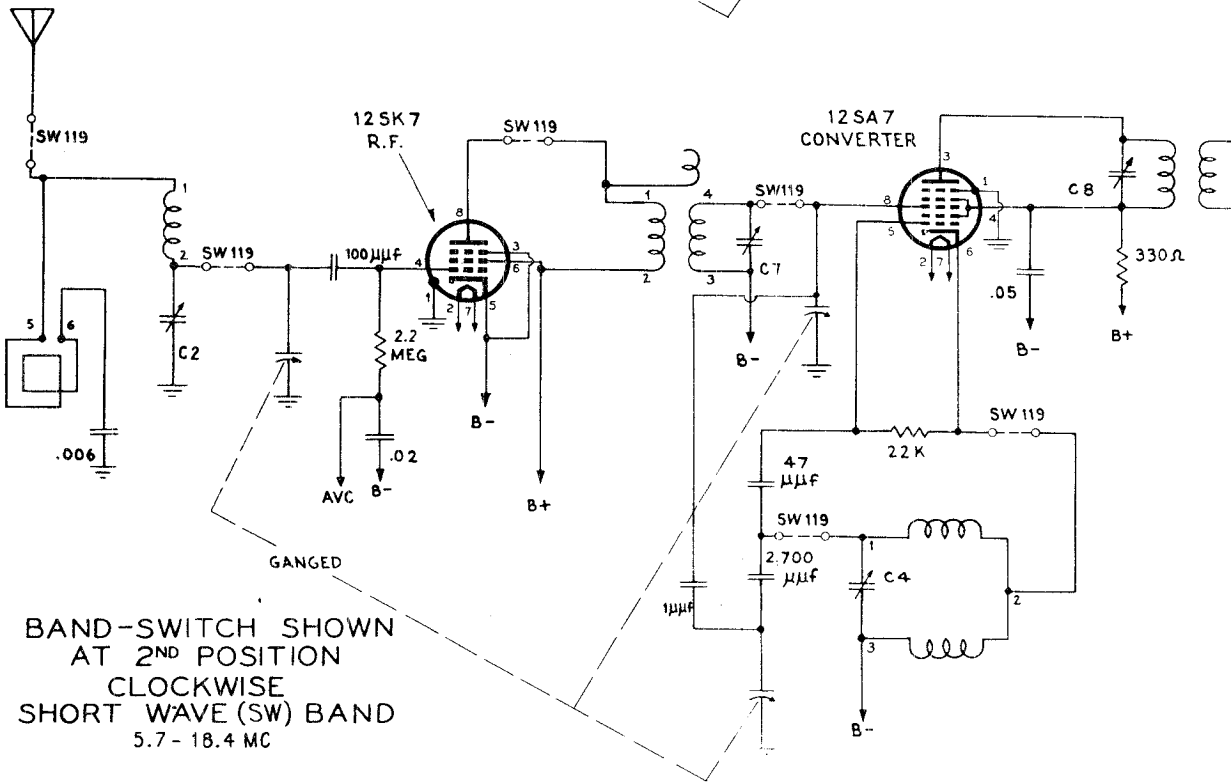 SW119
12SK7
R.F.
SW119
12SA7
CONVERTER
1
2
SW119
100μμf
4
8
3
6
1
2
7
5
1
2
4
3
SW119
C7
8
5
3
1
4
2
7
6
C8
330Ω
B+
.05
B-
5
6
C2
.006
2.2
MEG
.02
AVC
B-
B-
B+
B-
22K
SW119
47
μμf
SW119
2.700
μμf
1μμf
1
C4
2
3
B-
GANGED
BAND-SWITCH SHOWN
AT 2ND POSITION
CLOCKWISE
SHORT WAVE (SW) BAND
5.7-18.4 MC